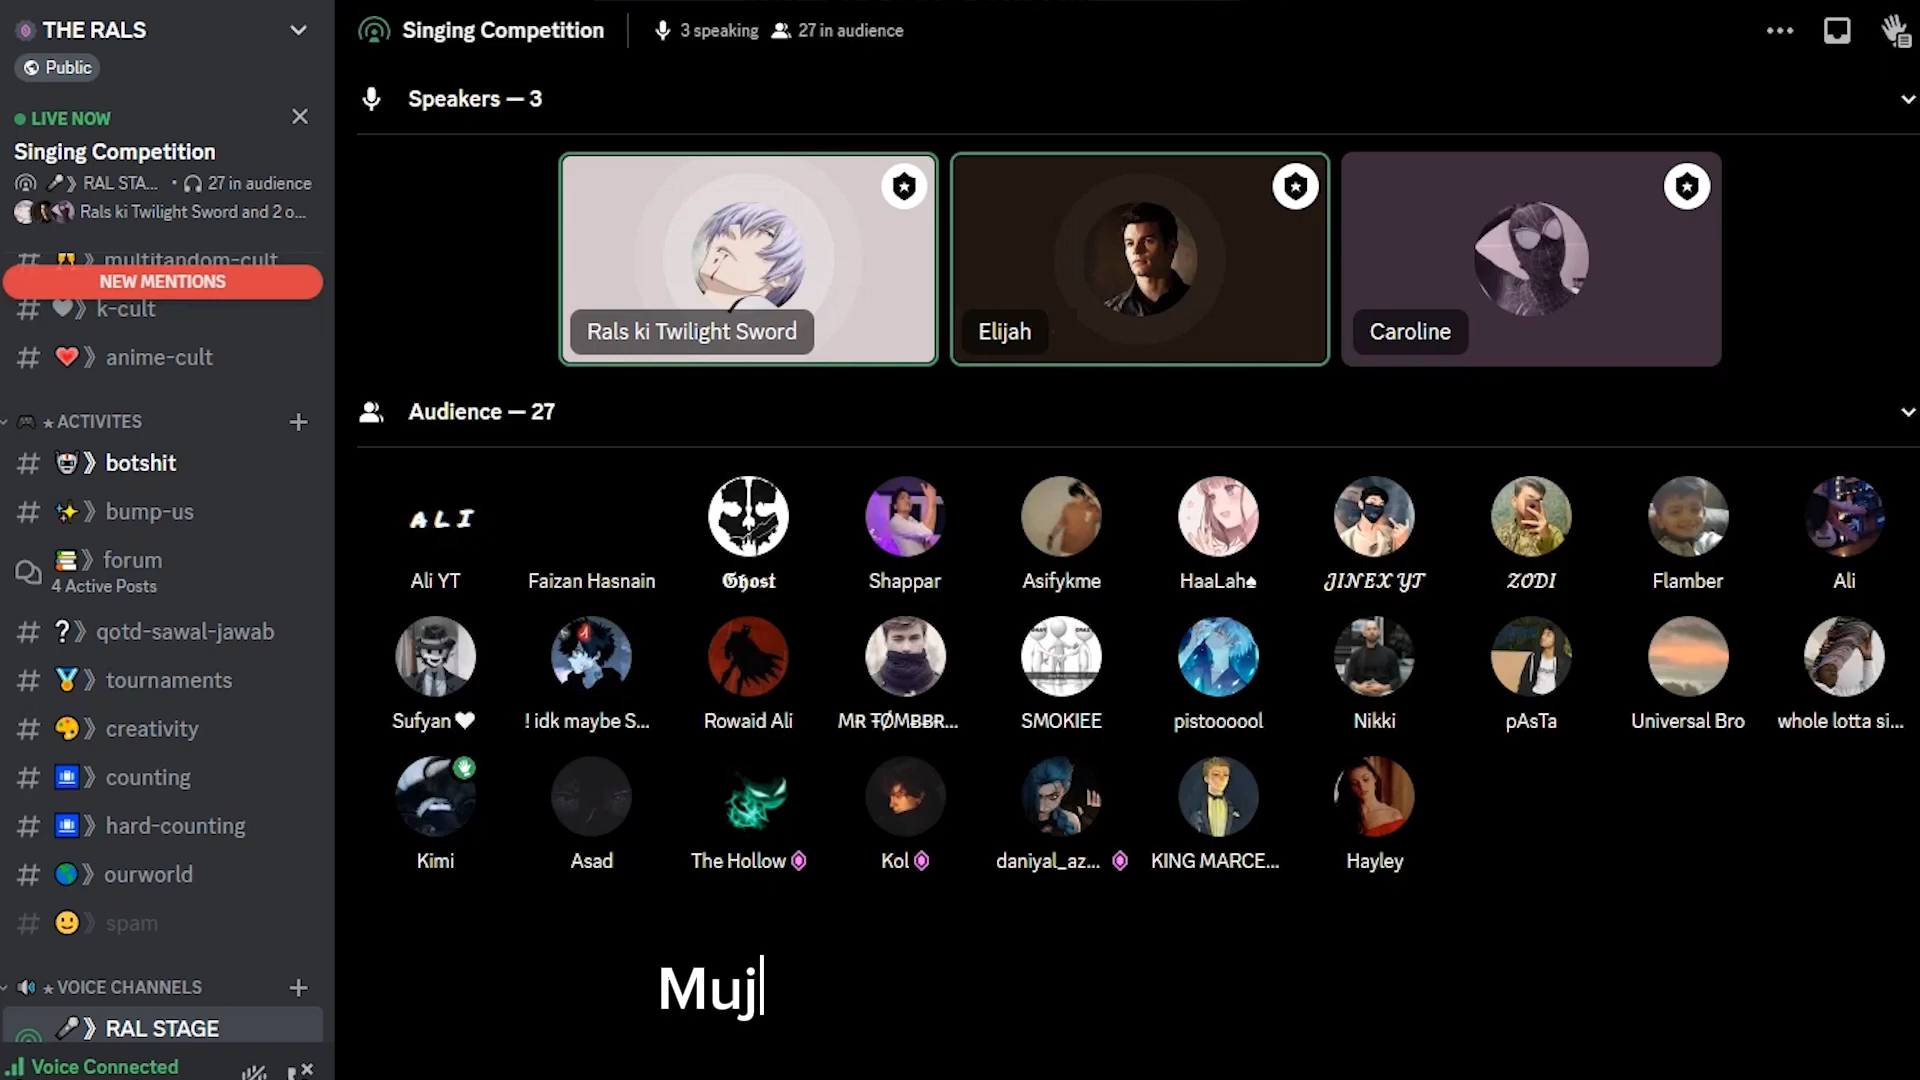 THE RALS
Public
LIVE NOW
Singing Competition
RAL STA... • 27 in audience
Rals ki Twilight Sword and 2 o...
NEW MENTIONS
# k-cult
# anime-cult
ACTIVITES
# botshit
# bump-us
forum
4 Active Posts
# qotd-sawal-jawab
# tournaments
# creativity
# counting
# hard-counting
# ourworld
# spam
VOICE CHANNELS
RAL STAGE
Voice Connected
Singing Competition
3 speaking 27 in audience
Speakers — 3
Rals ki Twilight Sword
Elijah
Caroline
Audience — 27
ALI
Ali YT
Faizan Hasnain
𝕲𝖍𝖔𝖘𝖙
Shappar
Asifykme
HaaLah♠
𝓙𝓘𝓝𝓔𝓧 𝓨𝓣
𝓩𝓞𝓓𝓘
Flamber
Ali
Sufyan ❤
! idk maybe S...
Rowaid Ali
SMOKIEE
pistoooool
Nikki
pAsTa
Universal Bro
whole lotta si...
Kimi
Asad
The Hollow
Kol
daniyal_az...
KING MARCE...
Hayley
Muj